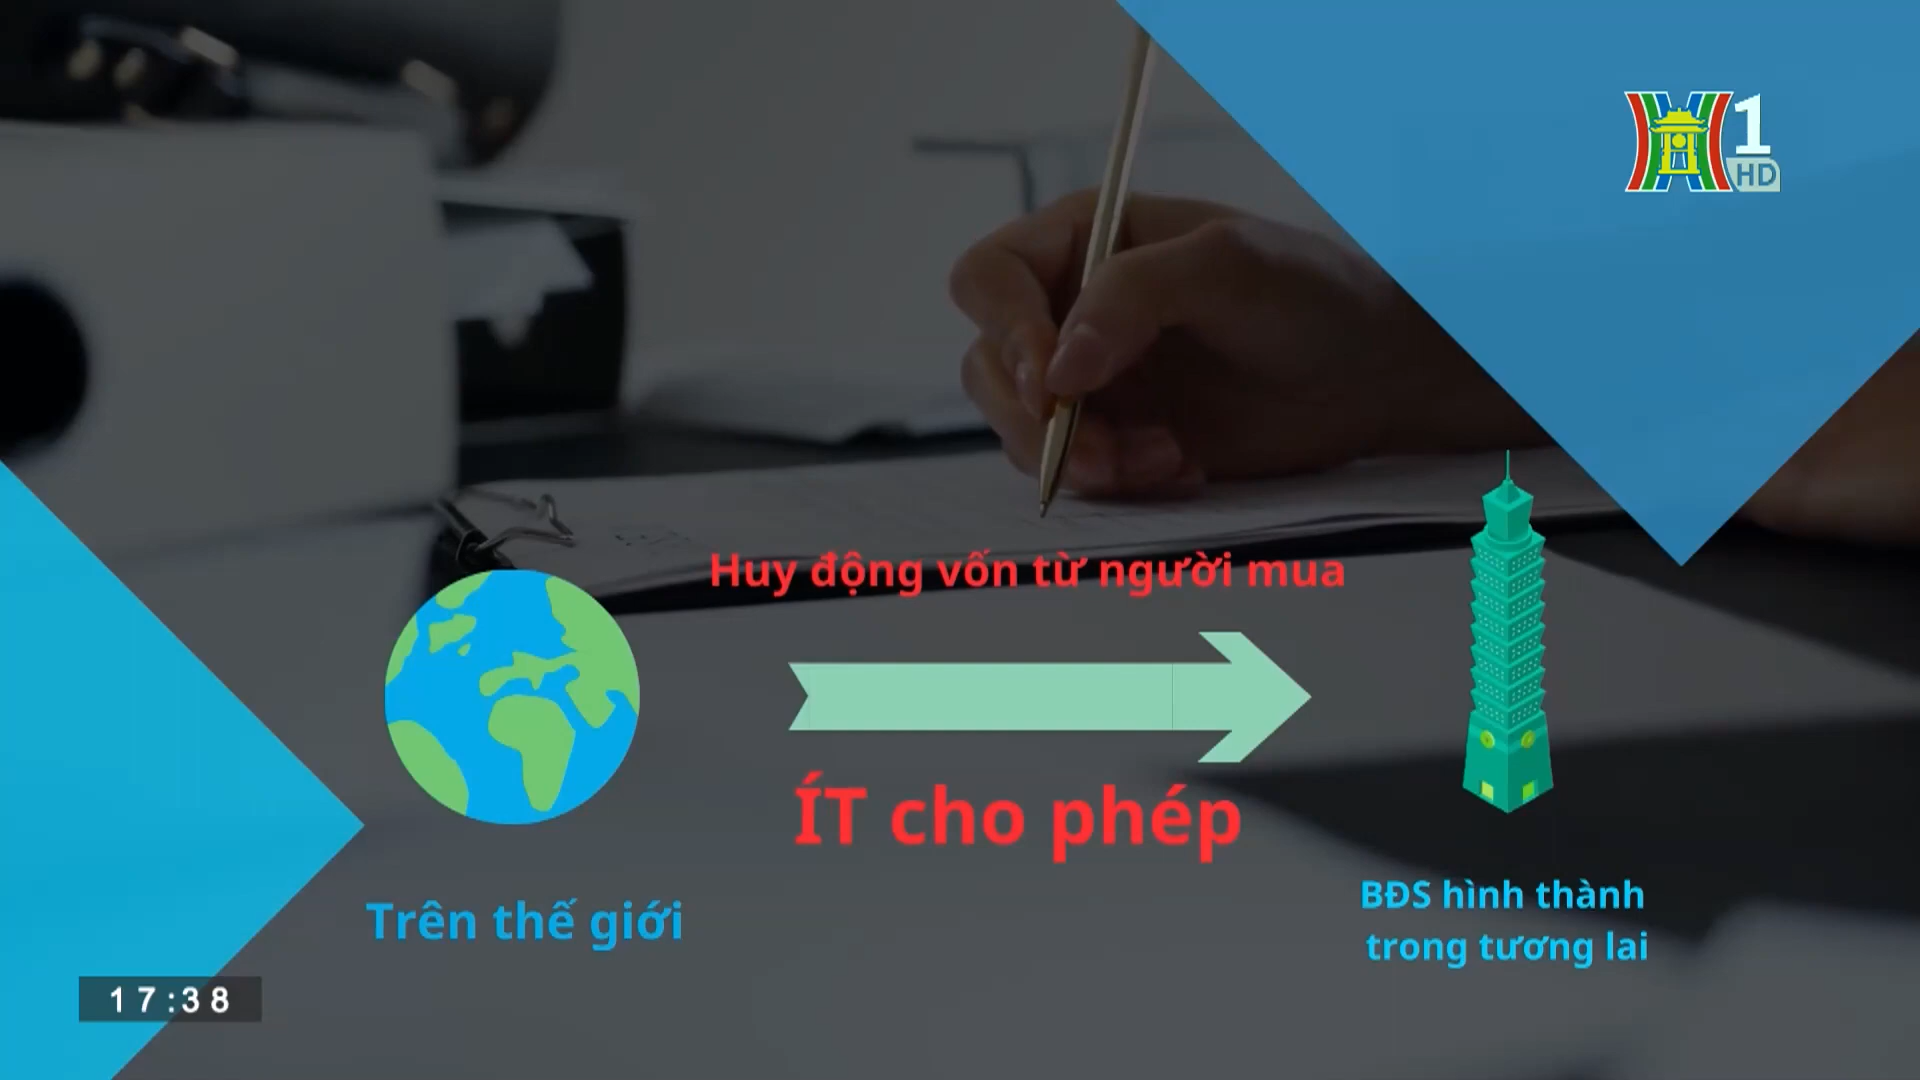 1
HD
Huy động vốn từ người mua
ÍT cho phép
Trên thế giới
BĐS hình thành
trong tương lai
17:38